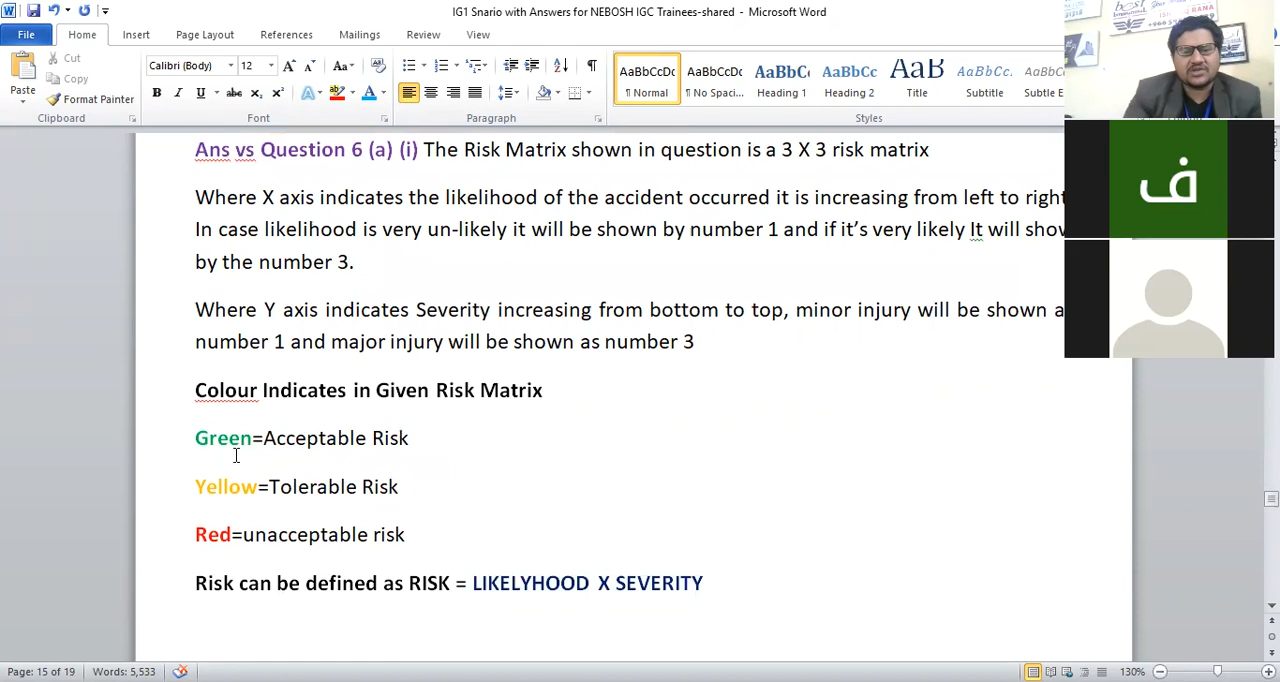 IG1 Snario with Answers for NEBOSH IGC Trainees-shared - Microsoft Word
File Home Insert Page Layout References Mailings Review View
Paste
Cut
Copy
Format Painter
Clipboard
Calibri (Body) 12
Font
Paragraph
AaBbCcDc AaBbCcDc AaBbCc AaBbCc AaB AaBbCc. AaBbCc
¶ Normal ¶ No Spaci... Heading 1 Heading 2 Title Subtitle Subtle E
Styles
Ans vs Question 6 (a) (i) The Risk Matrix shown in question is a 3 X 3 risk matrix
Where X axis indicates the likelihood of the accident occurred it is increasing from left to right
In case likelihood is very un-likely it will be shown by number 1 and if it's very likely It will show
by the number 3.
Where Y axis indicates Severity increasing from bottom to top, minor injury will be shown a
number 1 and major injury will be shown as number 3
Colour Indicates in Given Risk Matrix
Green=Acceptable Risk
Yellow=Tolerable Risk
Red=unacceptable risk
Risk can be defined as RISK = LIKELYHOOD X SEVERITY
ف
Page: 15 of 19 Words: 5,533 130%